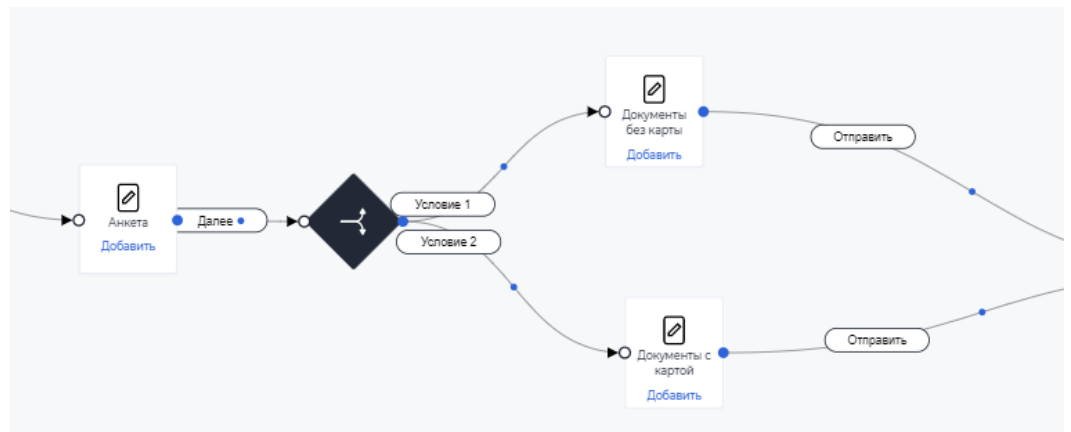 Анкета
Добавить
Далее
Условие 1
Условие 2
Документы
без карты
Добавить
Отправить
Документы с
картой
Добавить
Отправить